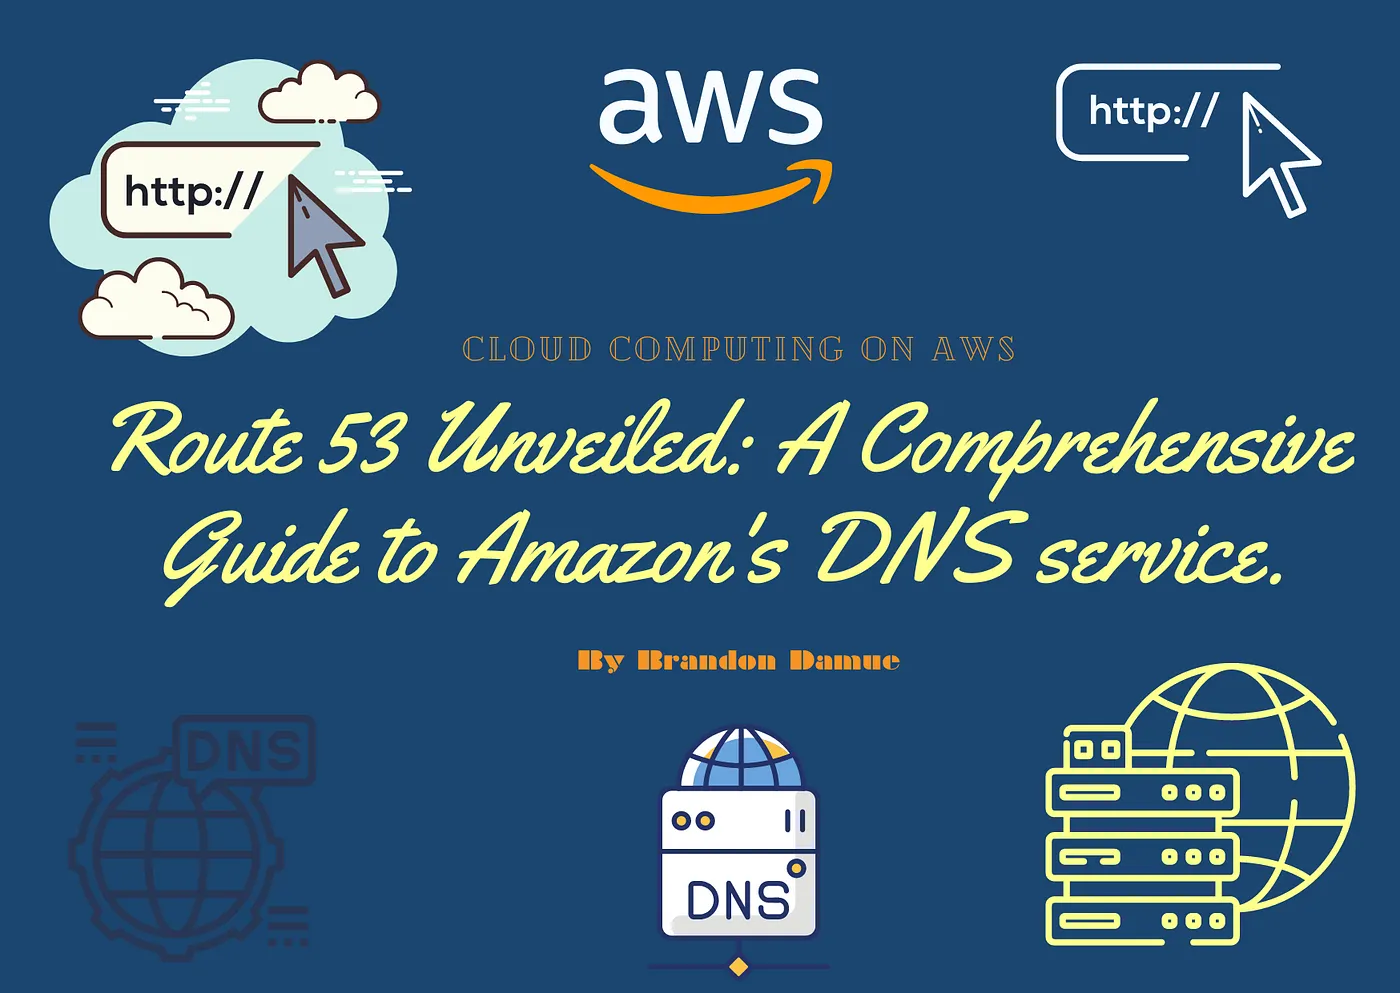 http://
aws
http://
CLOUD COMPUTING ON AWS
Route 53 Unveiled: A Comprehensive
Guide to Amazon's DNS service.
By Brandon Damue
DNS
DNS